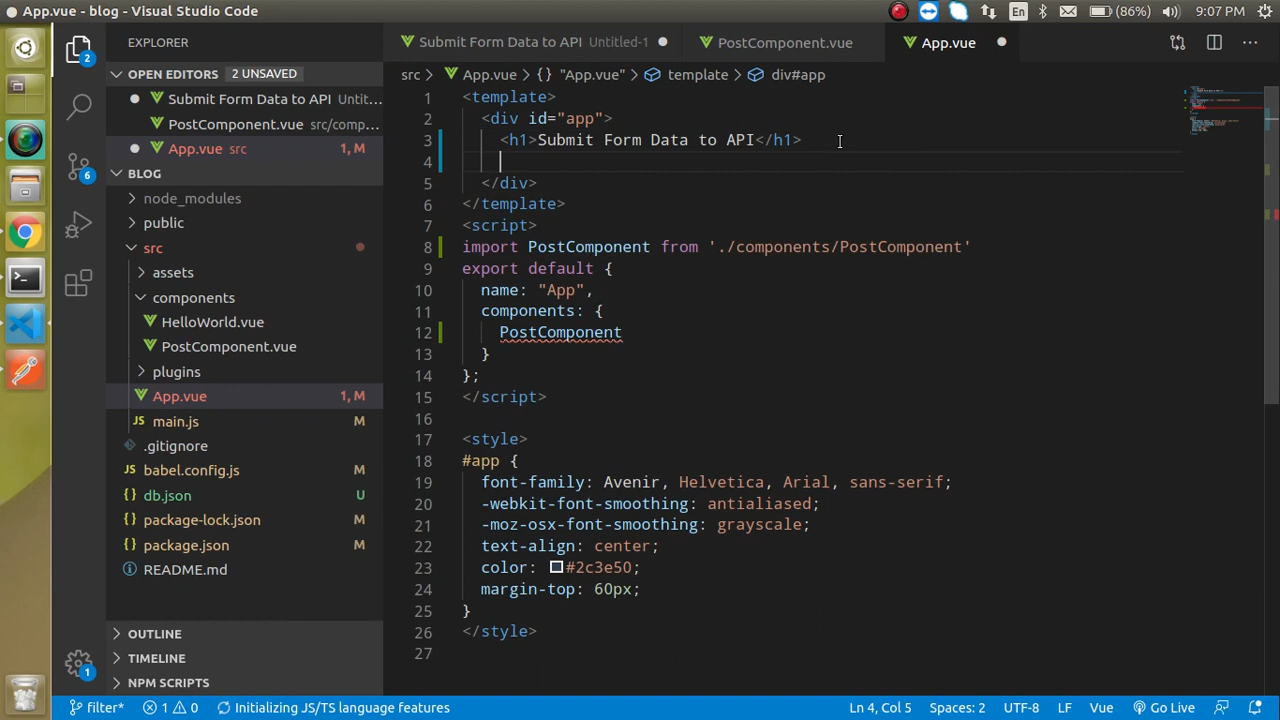 App.vue - blog - Visual Studio Code
En
(86%)
9:07 PM
EXPLORER
OPEN EDITORS 2 UNSAVED
Submit Form Data to API Untit...
PostComponent.vue src/comp...
App.vue src 1, M
BLOG
node_modules
public
src
assets
components
HelloWorld.vue
PostComponent.vue
plugins
App.vue 1, M
JS main.js M
.gitignore
babel.config.js M
db.json U
package-lock.json M
package.json M
README.md
OUTLINE
TIMELINE
NPM SCRIPTS
2
6
1
Submit Form Data to API Untitled-1
PostComponent.vue
App.vue
src > App.vue > {} "App.vue" > template > div#app
1 <template>
2 <div id="app">
3 <h1>Submit Form Data to API</h1>
4
5 </div>
6 </template>
7 <script>
8 import PostComponent from './components/PostComponent'
9 export default {
10 name: "App",
11 components: {
12 PostComponent
13 }
14 };
15 </script>
16
17 <style>
18 #app {
19 font-family: Avenir, Helvetica, Arial, sans-serif;
20 -webkit-font-smoothing: antialiased;
21 -moz-osx-font-smoothing: grayscale;
22 text-align: center;
23 color: #2c3e50;
24 margin-top: 60px;
25 }
26 </style>
27
filter* 1 0 Initializing JS/TS language features Ln 4, Col 5 Spaces: 2 UTF-8 LF Vue Go Live